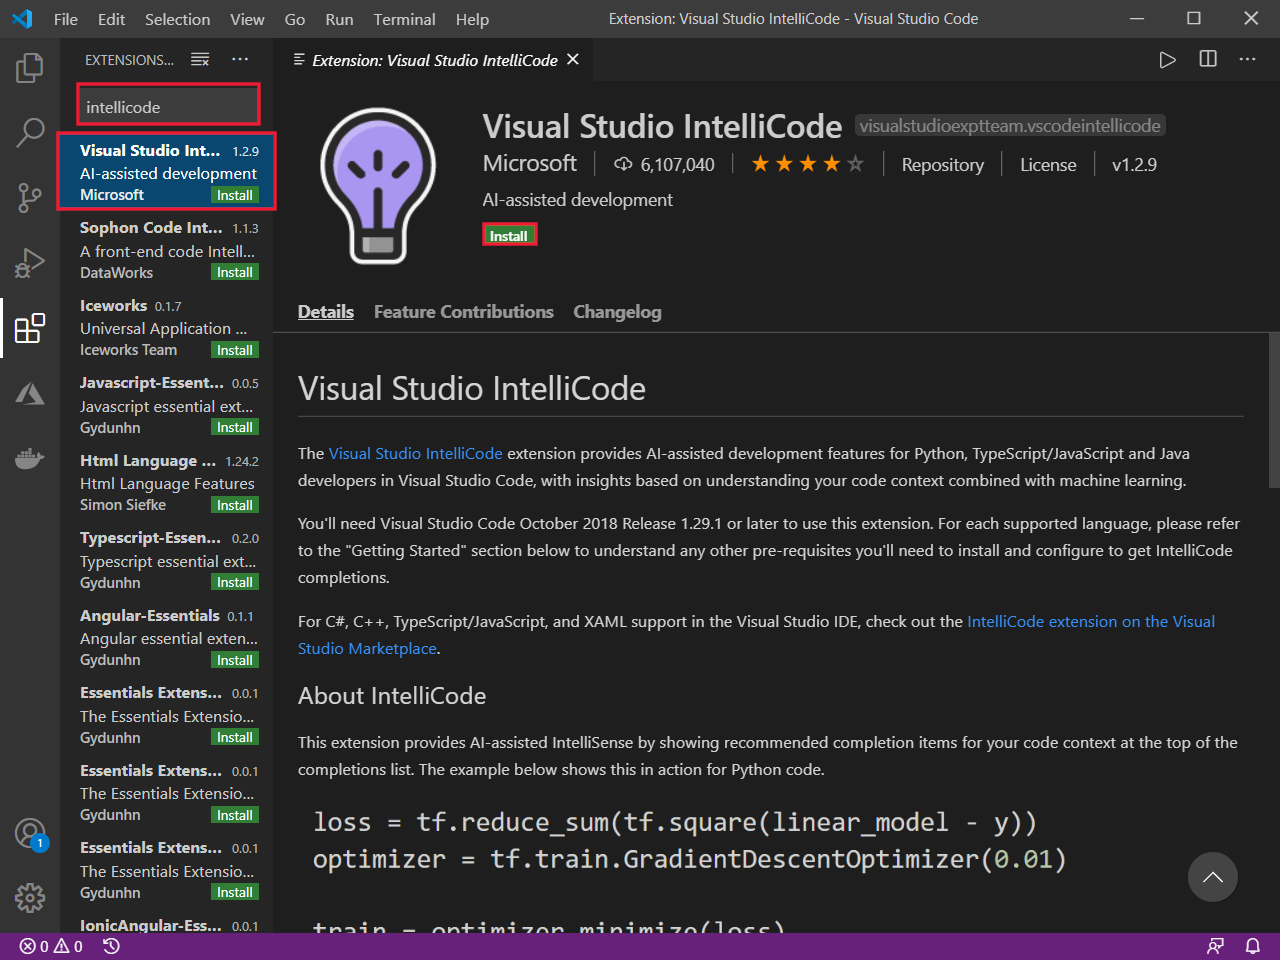 File Edit Selection View Go Run Terminal Help Extension: Visual Studio IntelliCode - Visual Studio Code
EXTENSIONS...
Extension: Visual Studio IntelliCode
intellicode
Visual Studio Int... 1.2.9
AI-assisted development
Microsoft Install
Sophon Code Int... 1.1.3
A front-end code Intell...
DataWorks Install
Iceworks 0.1.7
Universal Application ...
Iceworks Team Install
Javascript-Essent... 0.0.5
Javascript essential ext...
Gydunhn Install
Html Language ... 1.24.2
Html Language Features
Simon Siefke Install
Typescript-Essen... 0.2.0
Typescript essential ext...
Gydunhn Install
Angular-Essentials 0.1.1
Angular essential exten...
Gydunhn Install
Essentials Extens... 0.0.1
The Essentials Extensio...
Gydunhn Install
Essentials Extens... 0.0.1
The Essentials Extensio...
Gydunhn Install
Essentials Extens... 0.0.1
The Essentials Extensio...
Gydunhn Install
IonicAngular-Ess... 0.0.1
Visual Studio IntelliCode visualstudioexptteam.vscodeintellicode
Microsoft 6,107,040 Repository License v1.2.9
AI-assisted development
Install
Details Feature Contributions Changelog
Visual Studio IntelliCode
The Visual Studio IntelliCode extension provides AI-assisted development features for Python, TypeScript/JavaScript and Java
developers in Visual Studio Code, with insights based on understanding your code context combined with machine learning.
You'll need Visual Studio Code October 2018 Release 1.29.1 or later to use this extension. For each supported language, please refer
to the "Getting Started" section below to understand any other pre-requisites you'll need to install and configure to get IntelliCode
completions.
For C#, C++, TypeScript/JavaScript, and XAML support in the Visual Studio IDE, check out the IntelliCode extension on the Visual
Studio Marketplace.
About IntelliCode
This extension provides AI-assisted IntelliSense by showing recommended completion items for your code context at the top of the
completions list. The example below shows this in action for Python code.
loss = tf.reduce_sum(tf.square(linear_model - y))
optimizer = tf.train.GradientDescentOptimizer(0.01)
train = optimizer.minimize(loss)
1
0 0